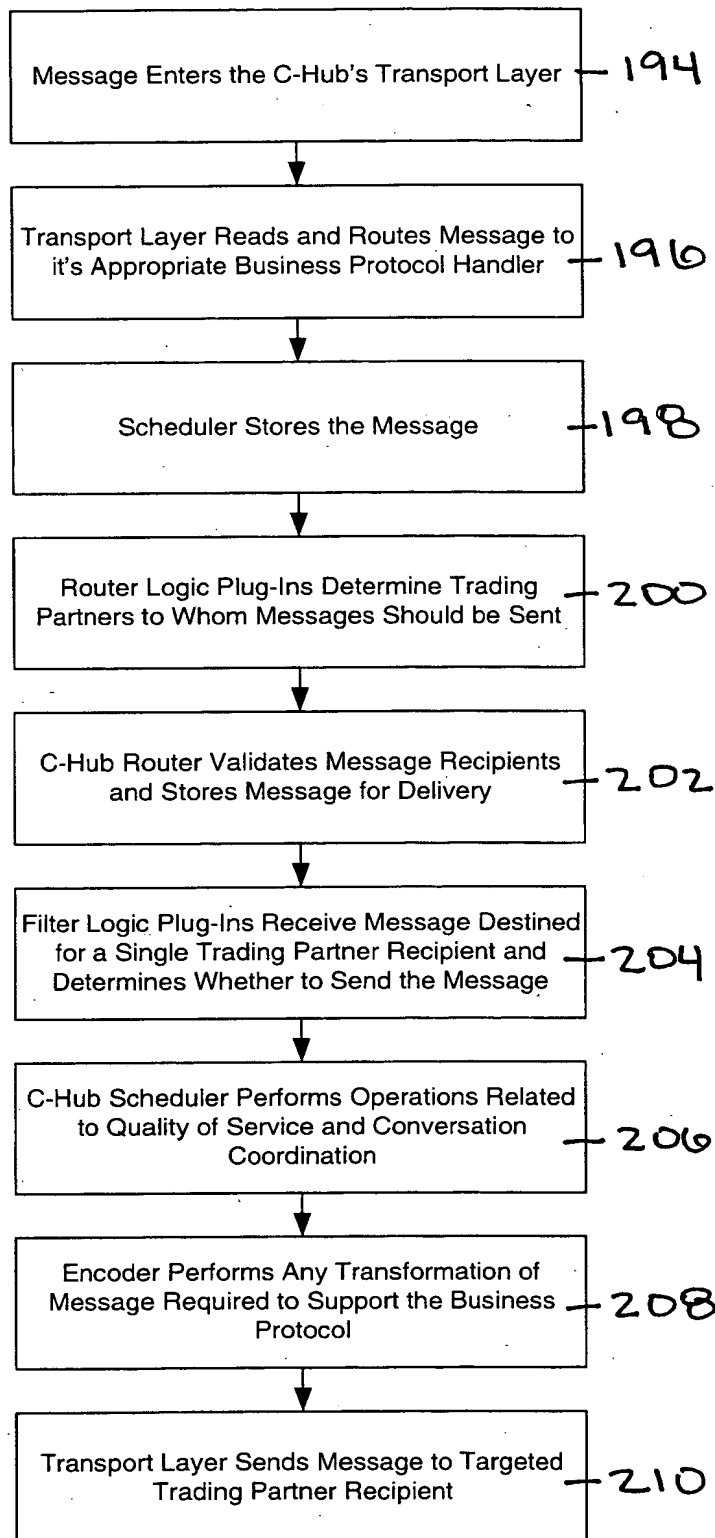 Message Enters the C-Hub's Transport Layer
194
Transport Layer Reads and Routes Message to
it's Appropriate Business Protocol Handler
196
Scheduler Stores the Message
198
Router Logic Plug-Ins Determine Trading
Partners to Whom Messages Should be Sent
200
C-Hub Router Validates Message Recipients
and Stores Message for Delivery
202
Filter Logic Plug-Ins Receive Message Destined
for a Single Trading Partner Recipient and
Determines Whether to Send the Message
204
C-Hub Scheduler Performs Operations Related
to Quality of Service and Conversation
Coordination
206
Encoder Performs Any Transformation of
Message Required to Support the Business
Protocol
208
Transport Layer Sends Message to Targeted
Trading Partner Recipient
210